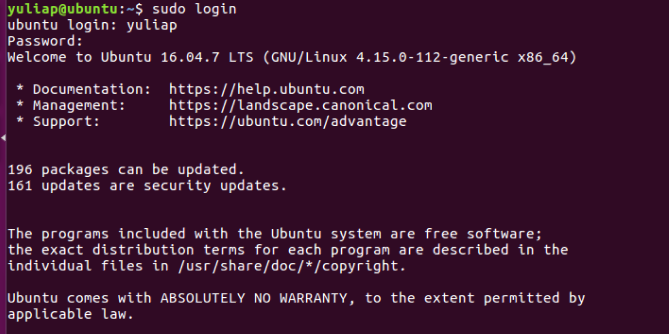 yuliap@ubuntu:~$ sudo login
ubuntu login: yuliap
Password:
Welcome to Ubuntu 16.04.7 LTS (GNU/Linux 4.15.0-112-generic x86_64)
* Documentation:  https://help.ubuntu.com
* Management:     https://landscape.canonical.com
* Support:        https://ubuntu.com/advantage
196 packages can be updated.
161 updates are security updates.
The programs included with the Ubuntu system are free software;
the exact distribution terms for each program are described in the
individual files in /usr/share/doc/*/copyright.
Ubuntu comes with ABSOLUTELY NO WARRANTY, to the extent permitted by
applicable law.